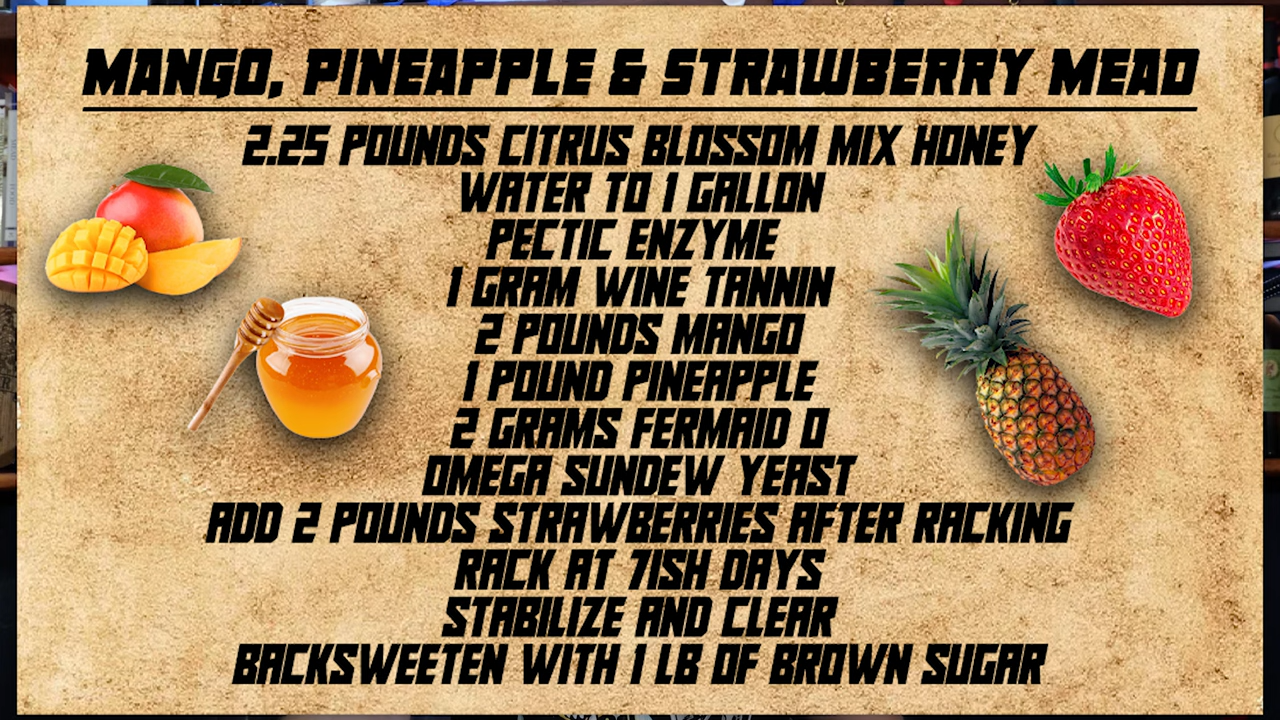 MANGO, PINEAPPLE & STRAWBERRY MEAD
2.25 POUNDS CITRUS BLOSSOM MIX HONEY
WATER TO 1 GALLON
PECTIC ENZYME
1 GRAM WINE TANNIN
2 POUNDS MANGO
1 POUND PINEAPPLE
2 GRAMS FERMAID O
OMEGA SUNDEW YEAST
ADD 2 POUNDS STRAWBERRIES AFTER RACKING
RACK AT 7ISH DAYS
STABILIZE AND CLEAR
BACKSWEETEN WITH 1 LB OF BROWN SUGAR